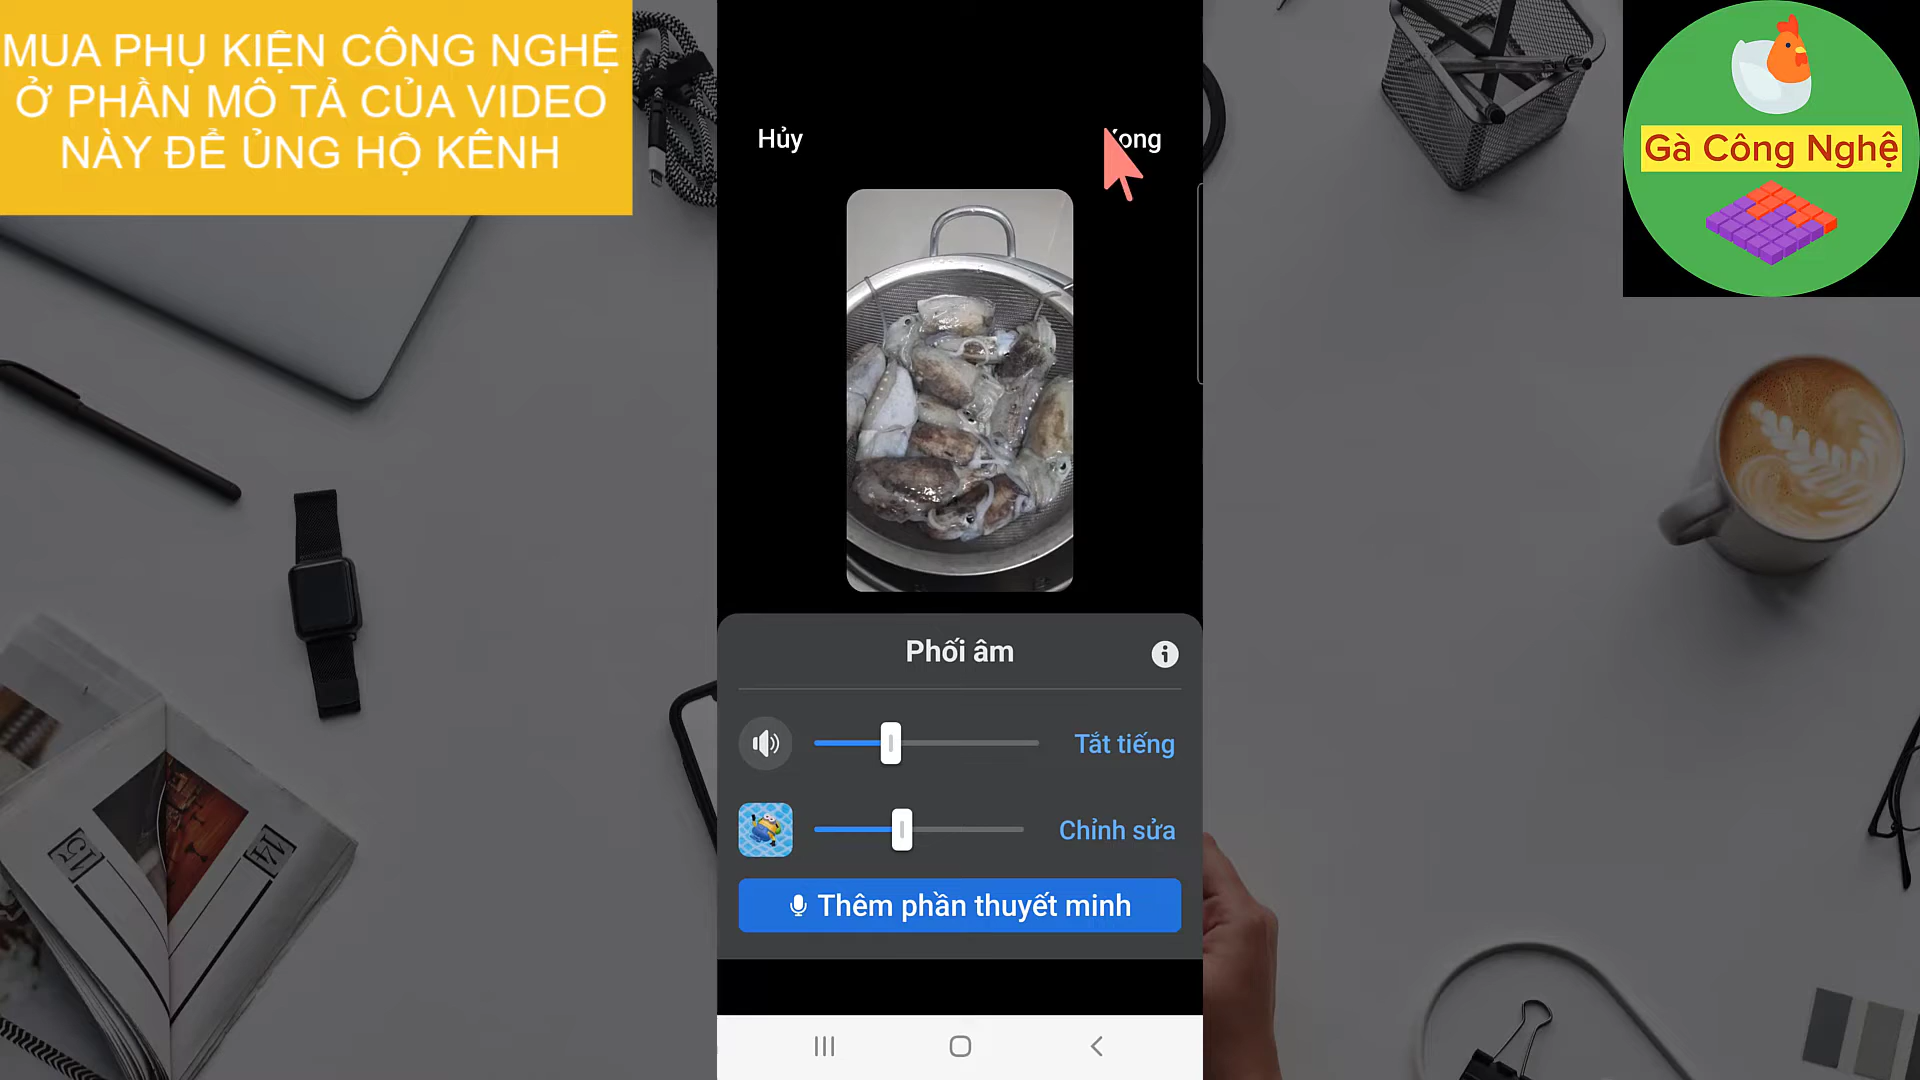 MUA PHỤ KIỆN CÔNG NGHỆ
Ở PHẦN MÔ TẢ CỦA VIDEO
NÀY ĐỂ ỦNG HỘ KÊNH
Hủy
Gà Công Nghệ
Phối âm
Tắt tiếng
Chỉnh sửa
Thêm phần thuyết minh